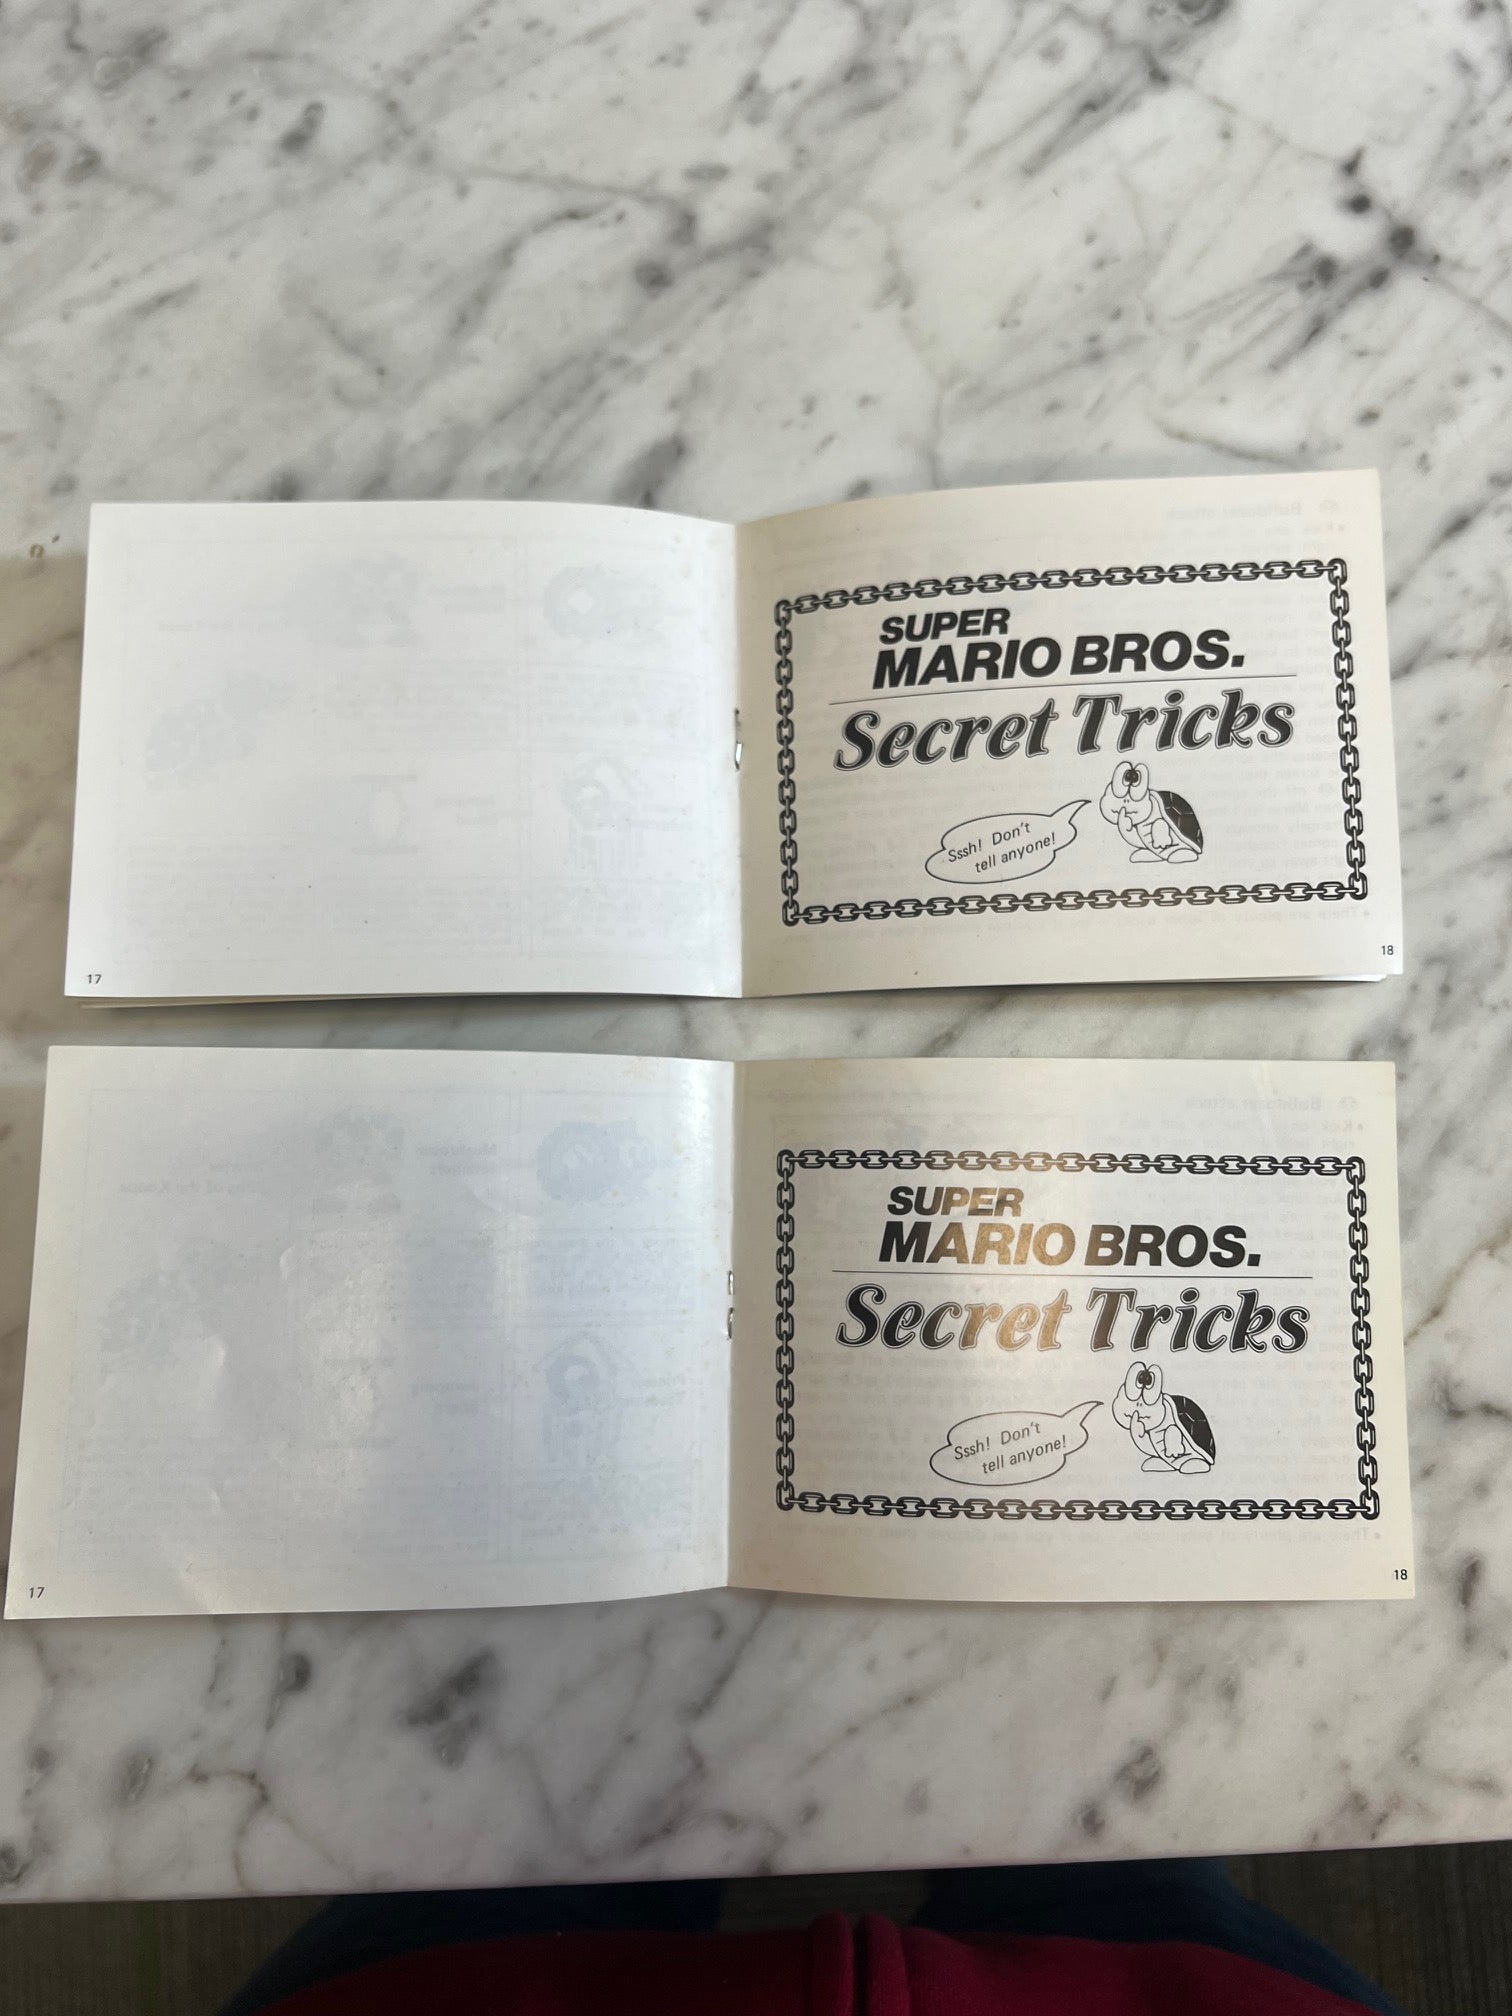 SUPER
MARIO BROS.
Secret Tricks
Sssh! Don't
tell anyone!
17
18
SUPER
MARIO BROS.
Secret Tricks
Sssh! Don't
tell anyone!
17
18